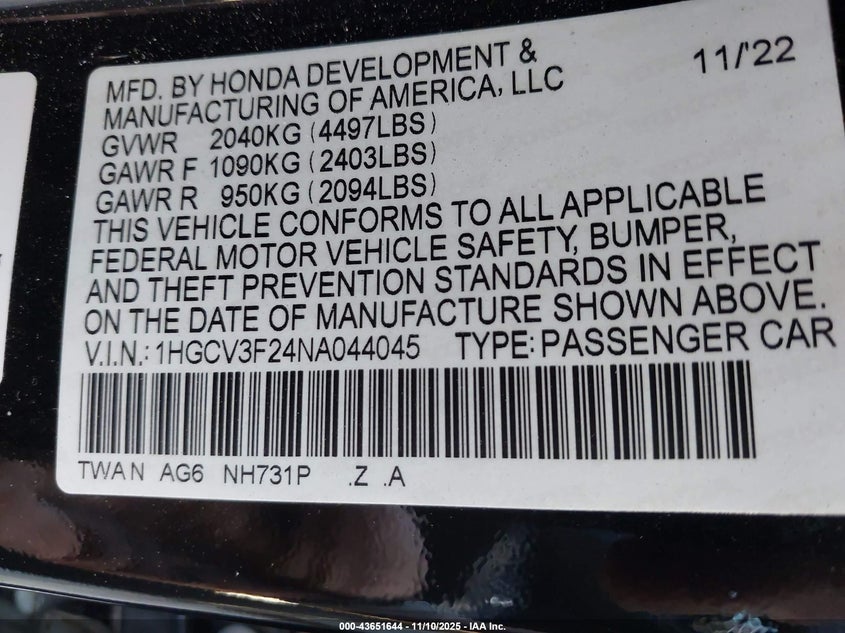 MFD. BY HONDA DEVELOPMENT & 11/'22
MANUFACTURING OF AMERICA, LLC
GVWR 2040KG (4497LBS)
GAWR F 1090KG (2403LBS)
GAWR R 950KG (2094LBS)
THIS VEHICLE CONFORMS TO ALL APPLICABLE
FEDERAL MOTOR VEHICLE SAFETY, BUMPER,
AND THEFT PREVENTION STANDARDS IN EFFECT
ON THE DATE OF MANUFACTURE SHOWN ABOVE.
V.I.N.: 1HGCV3F24NA044045 TYPE: PASSENGER CAR
TWAN AG6 NH731P .Z .A
000-43651644 -- 11/10/2025 -- IAA Inc.